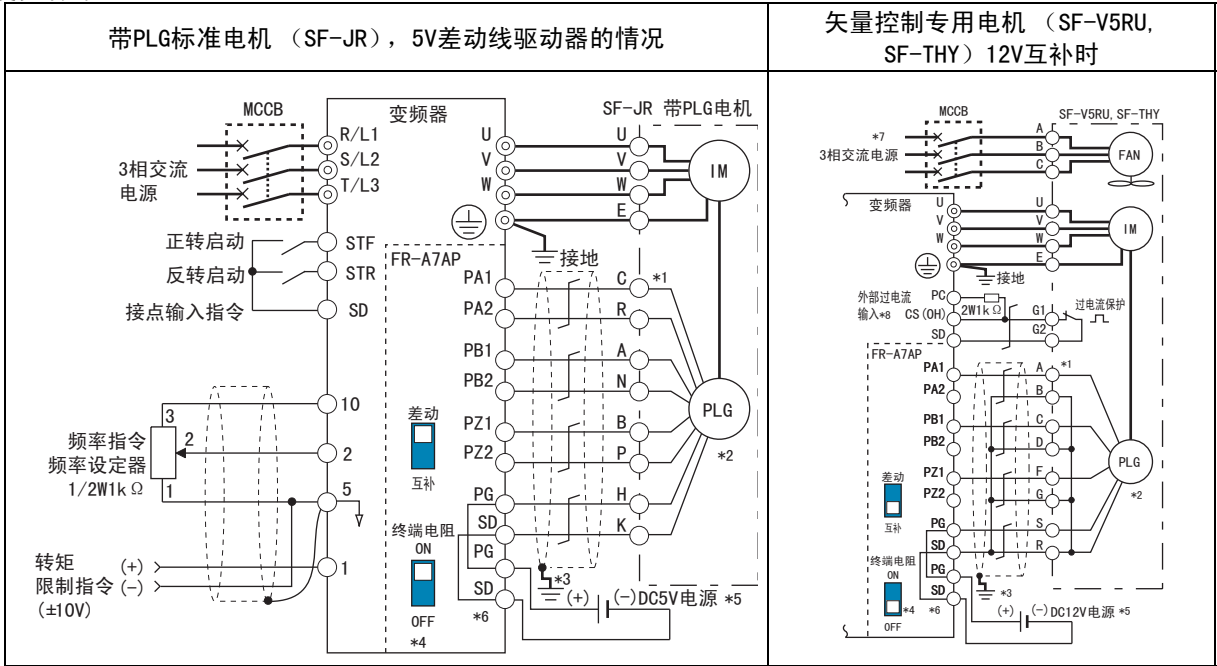 带PLG标准电机 （SF-JR），5V差动线驱动器的情况
矢量控制专用电机 （SF-V5RU,
SF-THY）12V互补时
MCCB
变频器
SF-JR 带PLG电机
R/L1
S/L2
T/L3
3相交流
电源
U
V
W
U
V
W
E
IM
正转启动
反转启动
接点输入指令
STF
STR
SD
FR-A7AP
接地
PA1
PA2
PB1
PB2
PZ1
PZ2
PG
SD
PG
SD
C
R
A
N
B
P
H
K
*1
PLG
*2
差动
互补
终端电阻
ON
OFF
*4
*6
*3
(+)
(-)DC5V电源 *5
3
2
1
频率指令
频率设定器
1/2W1kΩ
10
2
5
1
转矩
限制指令
(±10V)
(+)
(-)
MCCB
SF-V5RU, SF-THY
*7
3相交流电源
A
B
C
FAN
变频器
U
V
W
U
V
W
E
IM
接地
外部过电流
输入*8
PC
CS(OH)
SD
2W1kΩ
G1
G2
过电流保护
FR-A7AP
PA1
PA2
PB1
PB2
PZ1
PZ2
PG
SD
PG
SD
A
B
C
D
F
G
S
R
*1
PLG
*2
差动
互补
终端电阻
ON
*4
OFF
*6
*3
(+)
(-)DC12V电源 *5